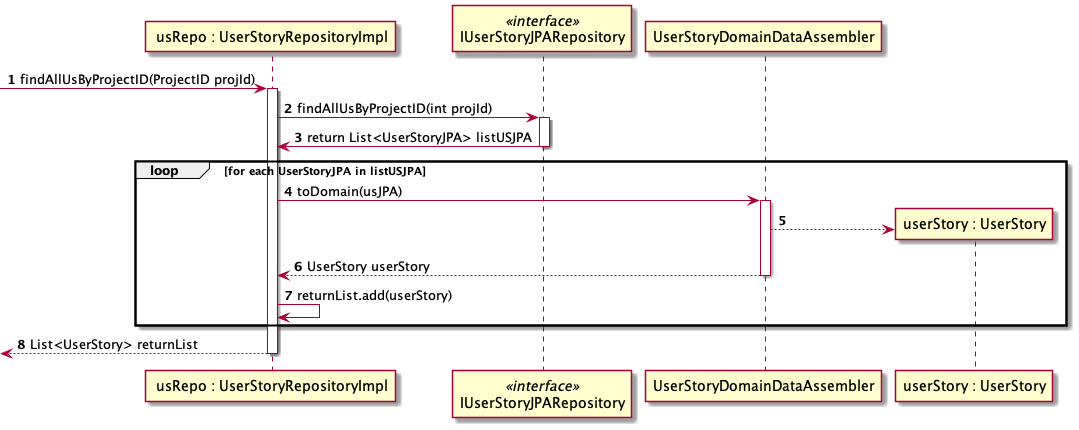 «interface»
usRepo : UserStoryRepositoryImpl
IUserStoryJPARepository
UserStoryDomainDataAssembler
1 findAllUsByProjectID(ProjectID projId)
2 findAllUsByProjectID(int projId)
3 return List<UserStoryJPA> listUSJPA
loop [for each UserStoryJPA in listUSJPA]
4 toDomain(usJPA)
5
userStory : UserStory
6 UserStory userStory
7 returnList.add(userStory)
8 List<UserStory> returnList
usRepo : UserStoryRepositoryImpl
«interface»
IUserStoryJPARepository
UserStoryDomainDataAssembler
userStory : UserStory